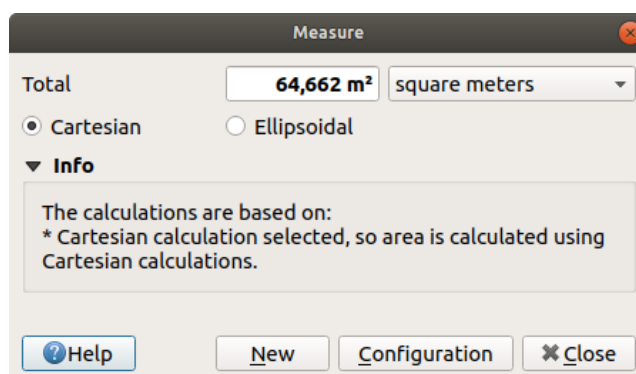 Measure
Total 64,662 m² square meters
Cartesian Ellipsoidal
Info
The calculations are based on:
* Cartesian calculation selected, so area is calculated using
Cartesian calculations.
Help New Configuration Close